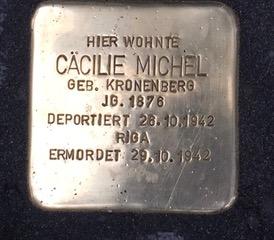 HIER WOHNTE
CÄCILIE MICHEL
GEB. KRONENBERG
JG. 1876
DEPORTIERT 26.10.1942
RIGA
ERMORDET 29.10.1942